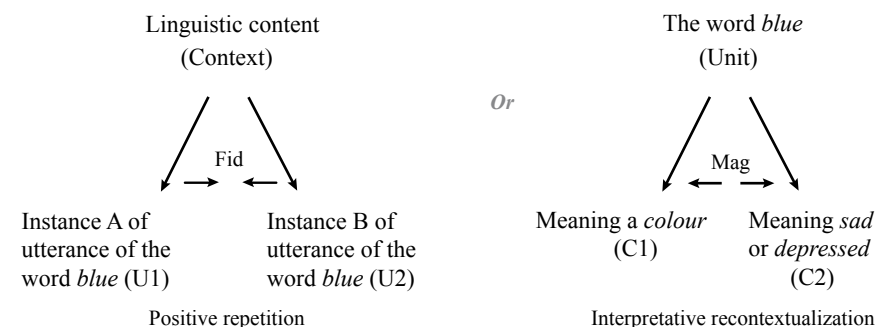 Linguistic content
(Context)
Fid
Instance A of
utterance of the
word blue (U1)
Instance B of
utterance of the
word blue (U2)
Positive repetition
Or
The word blue
(Unit)
Mag
Meaning a colour
(C1)
Meaning sad
or depressed
(C2)
Interpretative recontextualization